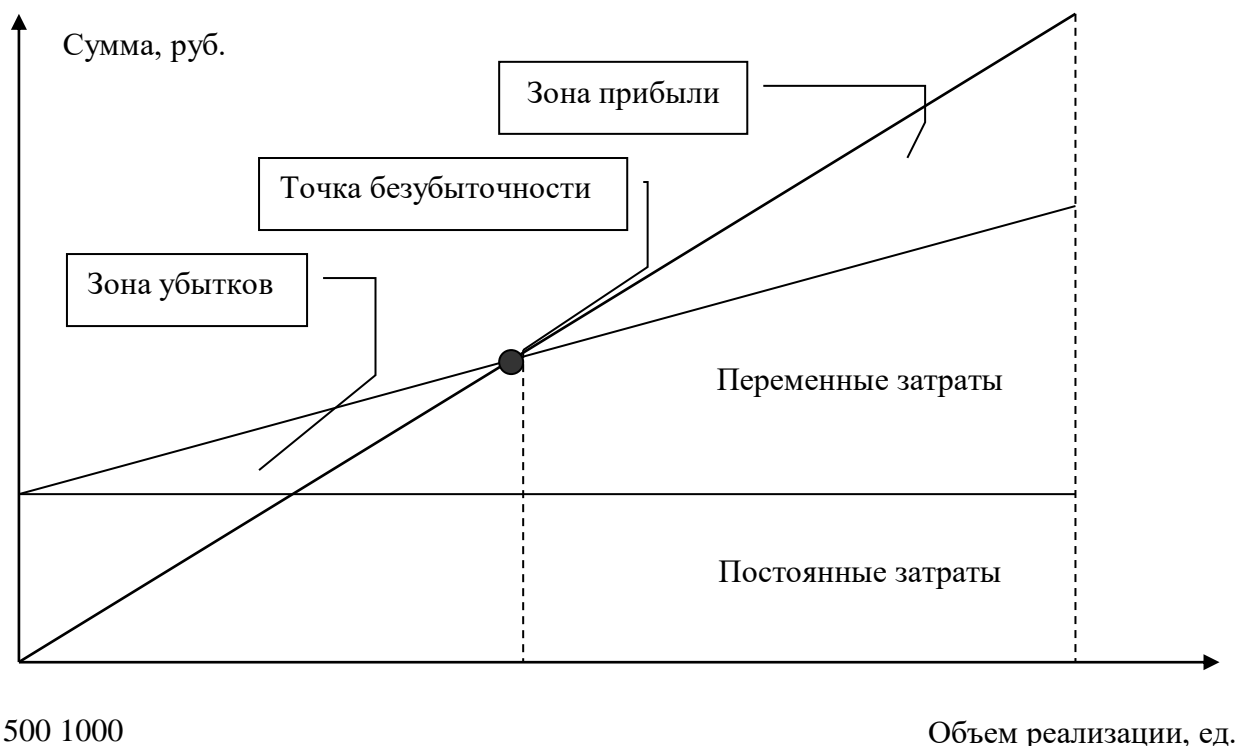 Сумма, руб.
Зона прибыли
Точка безубыточности
Зона убытков
Переменные затраты
Постоянные затраты
500 1000
Объем реализации, ед.